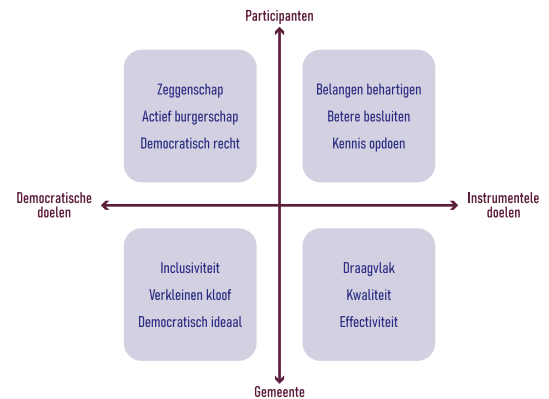 Participanten
Zeggenschap
Actief burgerschap
Democratisch recht
Belangen behartigen
Betere besluiten
Kennis opdoen
Democratische
doelen
Instrumentele
doelen
Inclusiviteit
Verkleinen kloof
Democratisch ideaal
Draagvlak
Kwaliteit
Effectiviteit
Gemeente